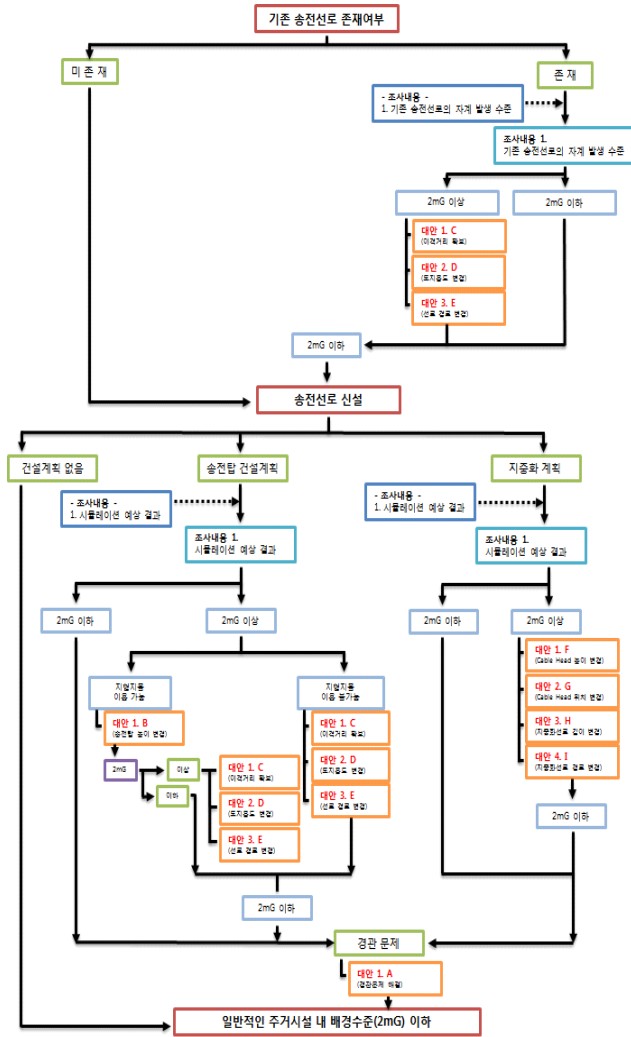 기존 송전선로 존재여부
미 존 재
존 재
- 조사내용 -
1. 기존 송전선로의 자계 발생 수준
조사내용 1.
기존 송전선로의 자계 발생 수준
2mG 이상
2mG 이하
대안 1. C
(이격거리 확보)
대안 2. D
(토지용도 변경)
대안 3. E
(선로 경로 변경)
2mG 이하
송전선로 신설
건설계획 없음
송전탑 건설계획
지중화 계획
- 조사내용 -
1. 시뮬레이션 예상 결과
- 조사내용 -
1. 시뮬레이션 예상 결과
조사내용 1.
시뮬레이션 예상 결과
조사내용 1.
시뮬레이션 예상 결과
2mG 이하
2mG 이상
2mG 이하
2mG 이상
지형지물
이용 가능
지형지물
이용 불가능
대안 1. B
(송전탑 높이 변경)
2mG
이상
이하
대안 1. C
(이격거리 확보)
대안 2. D
(토지용도 변경)
대안 3. E
(선로 경로 변경)
대안 1. C
(이격거리 확보)
대안 2. D
(토지용도 변경)
대안 3. E
(선로 경로 변경)
대안 1. F
(Cable Head 높이 변경)
대안 2. G
(Cable Head 위치 변경)
대안 3. H
(지중화선로 깊이 변경)
대안 4. I
(지중화선로 경로 변경)
2mG 이하
2mG 이하
경관 문제
대안 1. A
(경관문제 해결)
일반적인 주거시설 내 배경수준(2mG) 이하